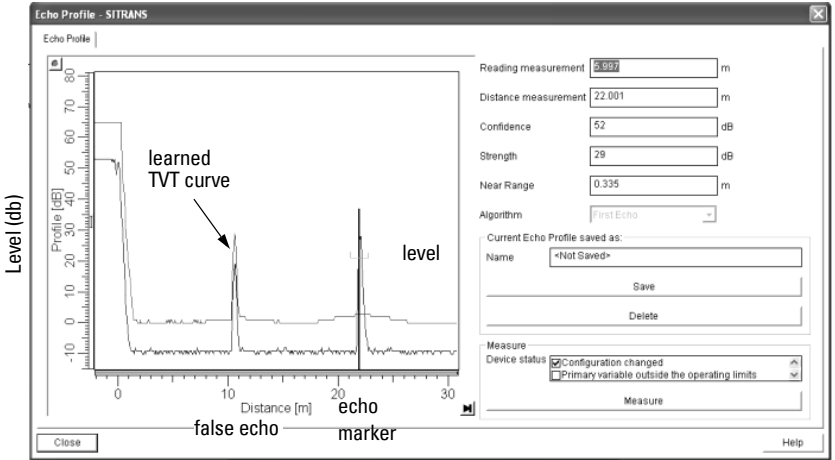 Echo Profile - SITRANS
Echo Profile
Level (db)
Profile [dB]
80
70
60
50
40
30
20
10
0
-10
0
10
20
30
Distance [m]
learned
TVT curve
level
false echo
echo
marker
Reading measurement 5.997 m
Distance measurement 22.001 m
Confidence 52 dB
Strength 29 dB
Near Range 0.335 m
Algorithm First Echo
Current Echo Profile saved as:
Name <Not Saved>
Save
Delete
Measure
Device status Configuration changed
Primary variable outside the operating limits
Measure
Close
Help